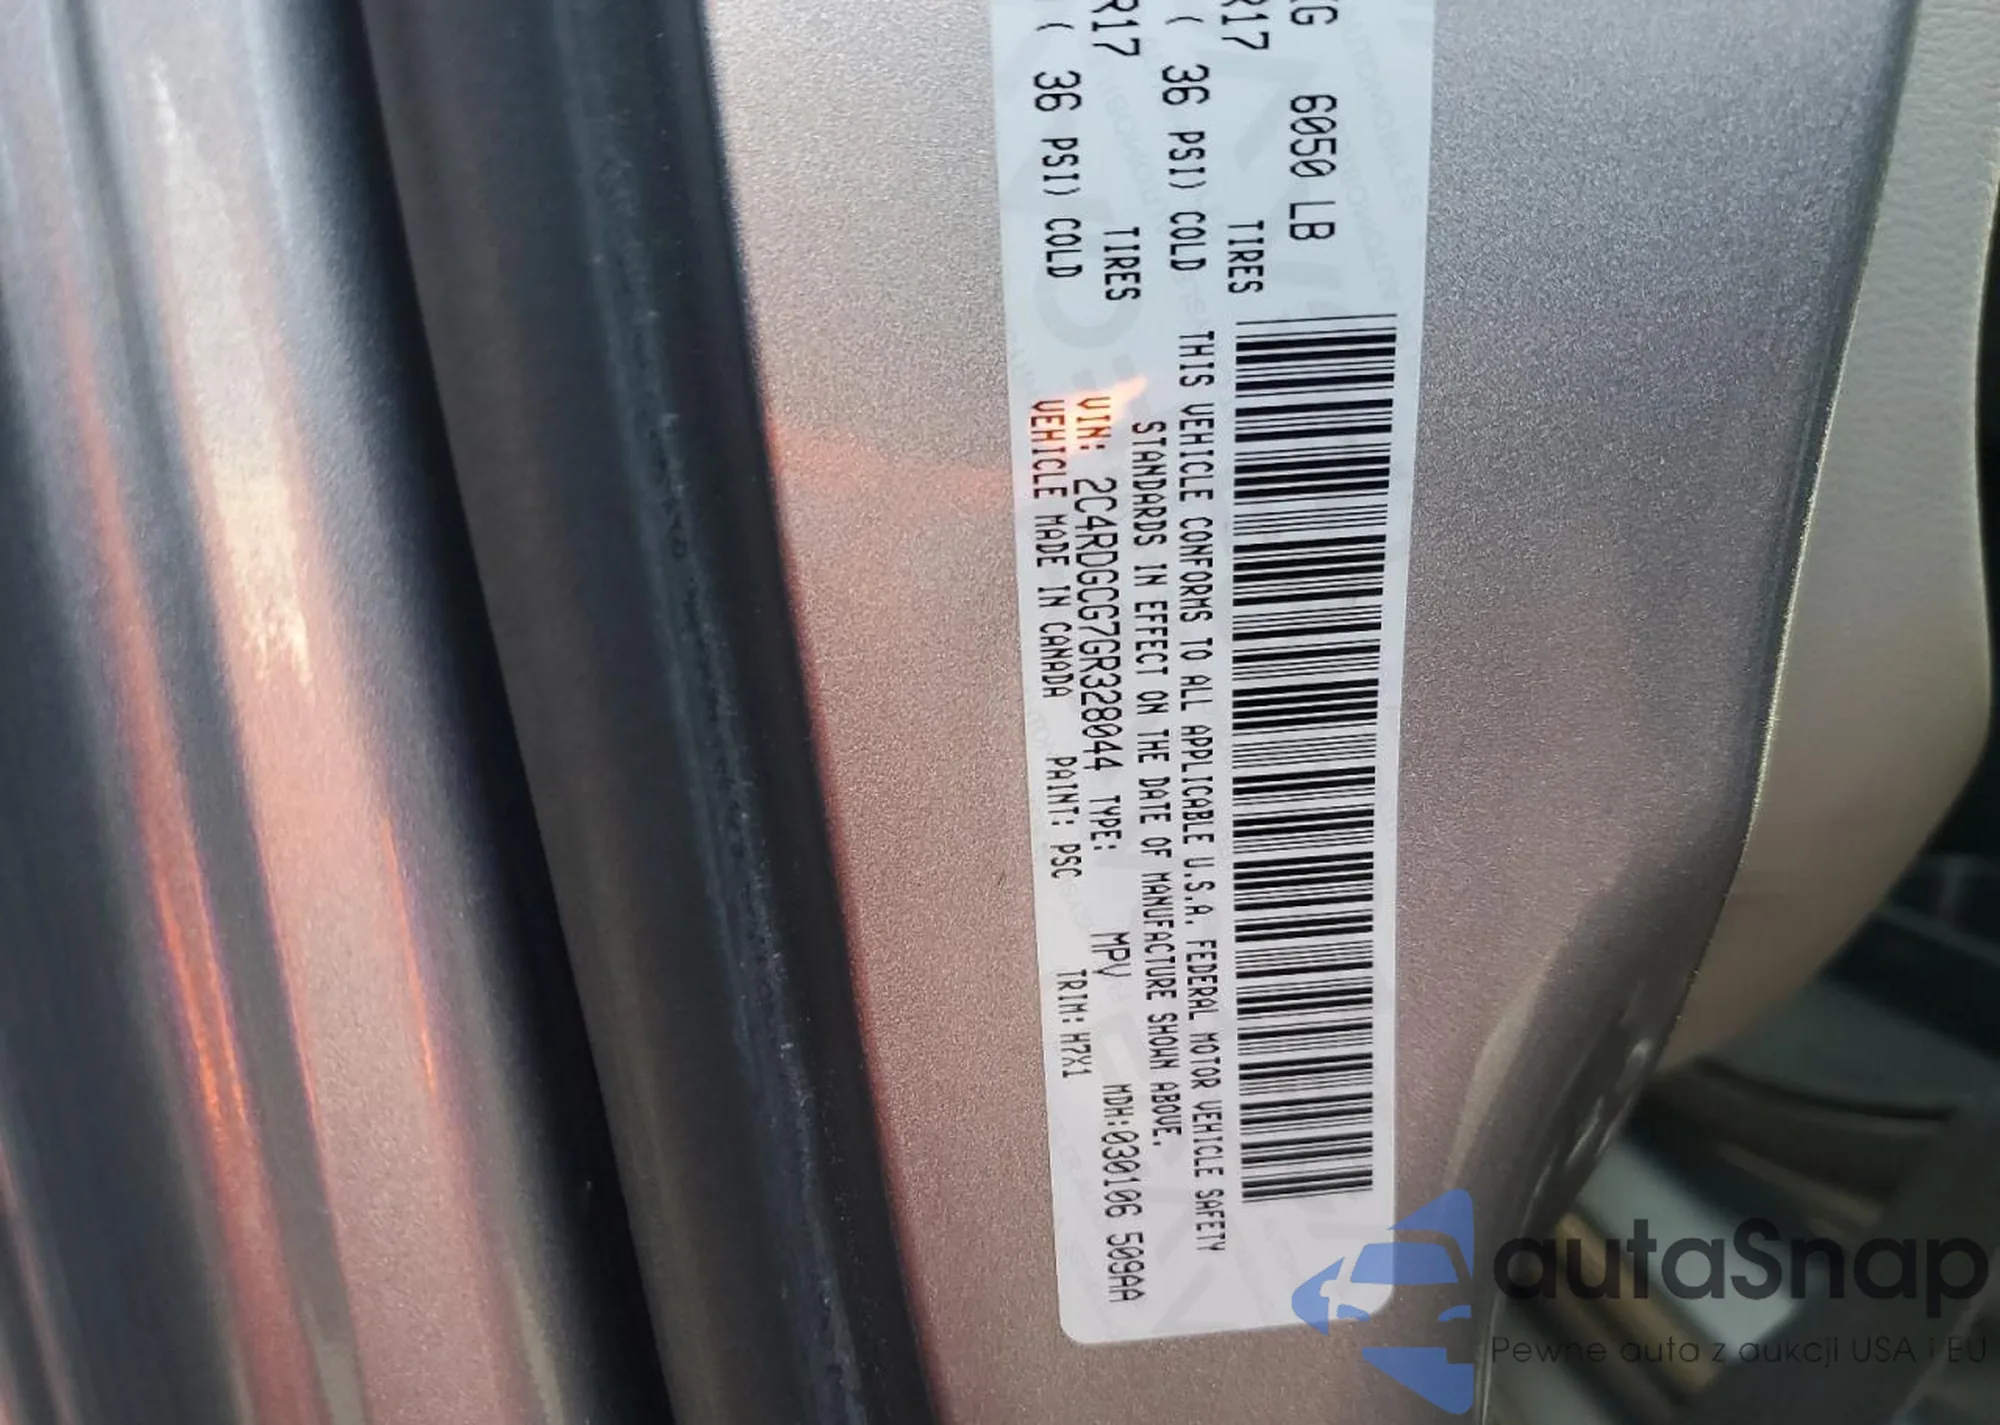 KG 6050 LB
R17 TIRES
( 36 PSI) COLD
R17 TIRES
( 36 PSI) COLD
THIS VEHICLE CONFORMS TO ALL APPLICABLE U.S.A. FEDERAL MOTOR VEHICLE SAFETY
STANDARDS IN EFFECT ON THE DATE OF MANUFACTURE SHOWN ABOVE.
VIN: 2C4RDGCG7GR328044 TYPE: MPV MDH:030106 509AA
VEHICLE MADE IN CANADA PAINT: PSC TRIM: H7X1
autaSnap
Pewne auta z aukcji USA i EU